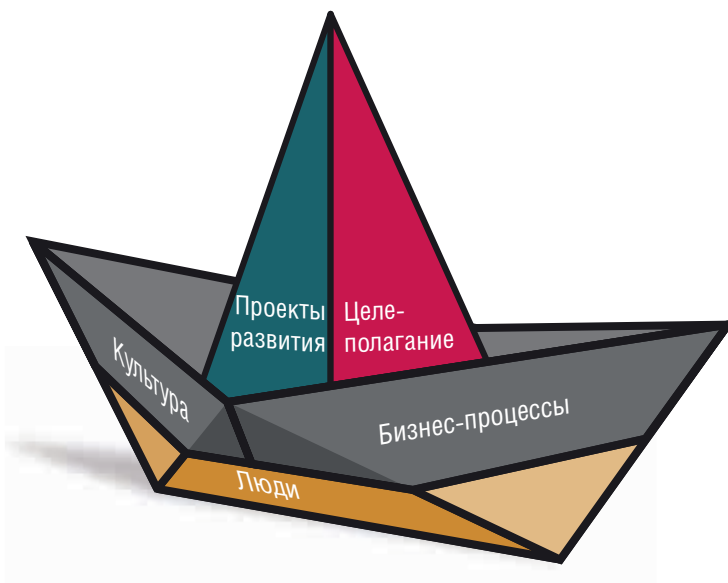 Проекты
развития
Целе-
полагание
Культура
Бизнес-процессы
Люди